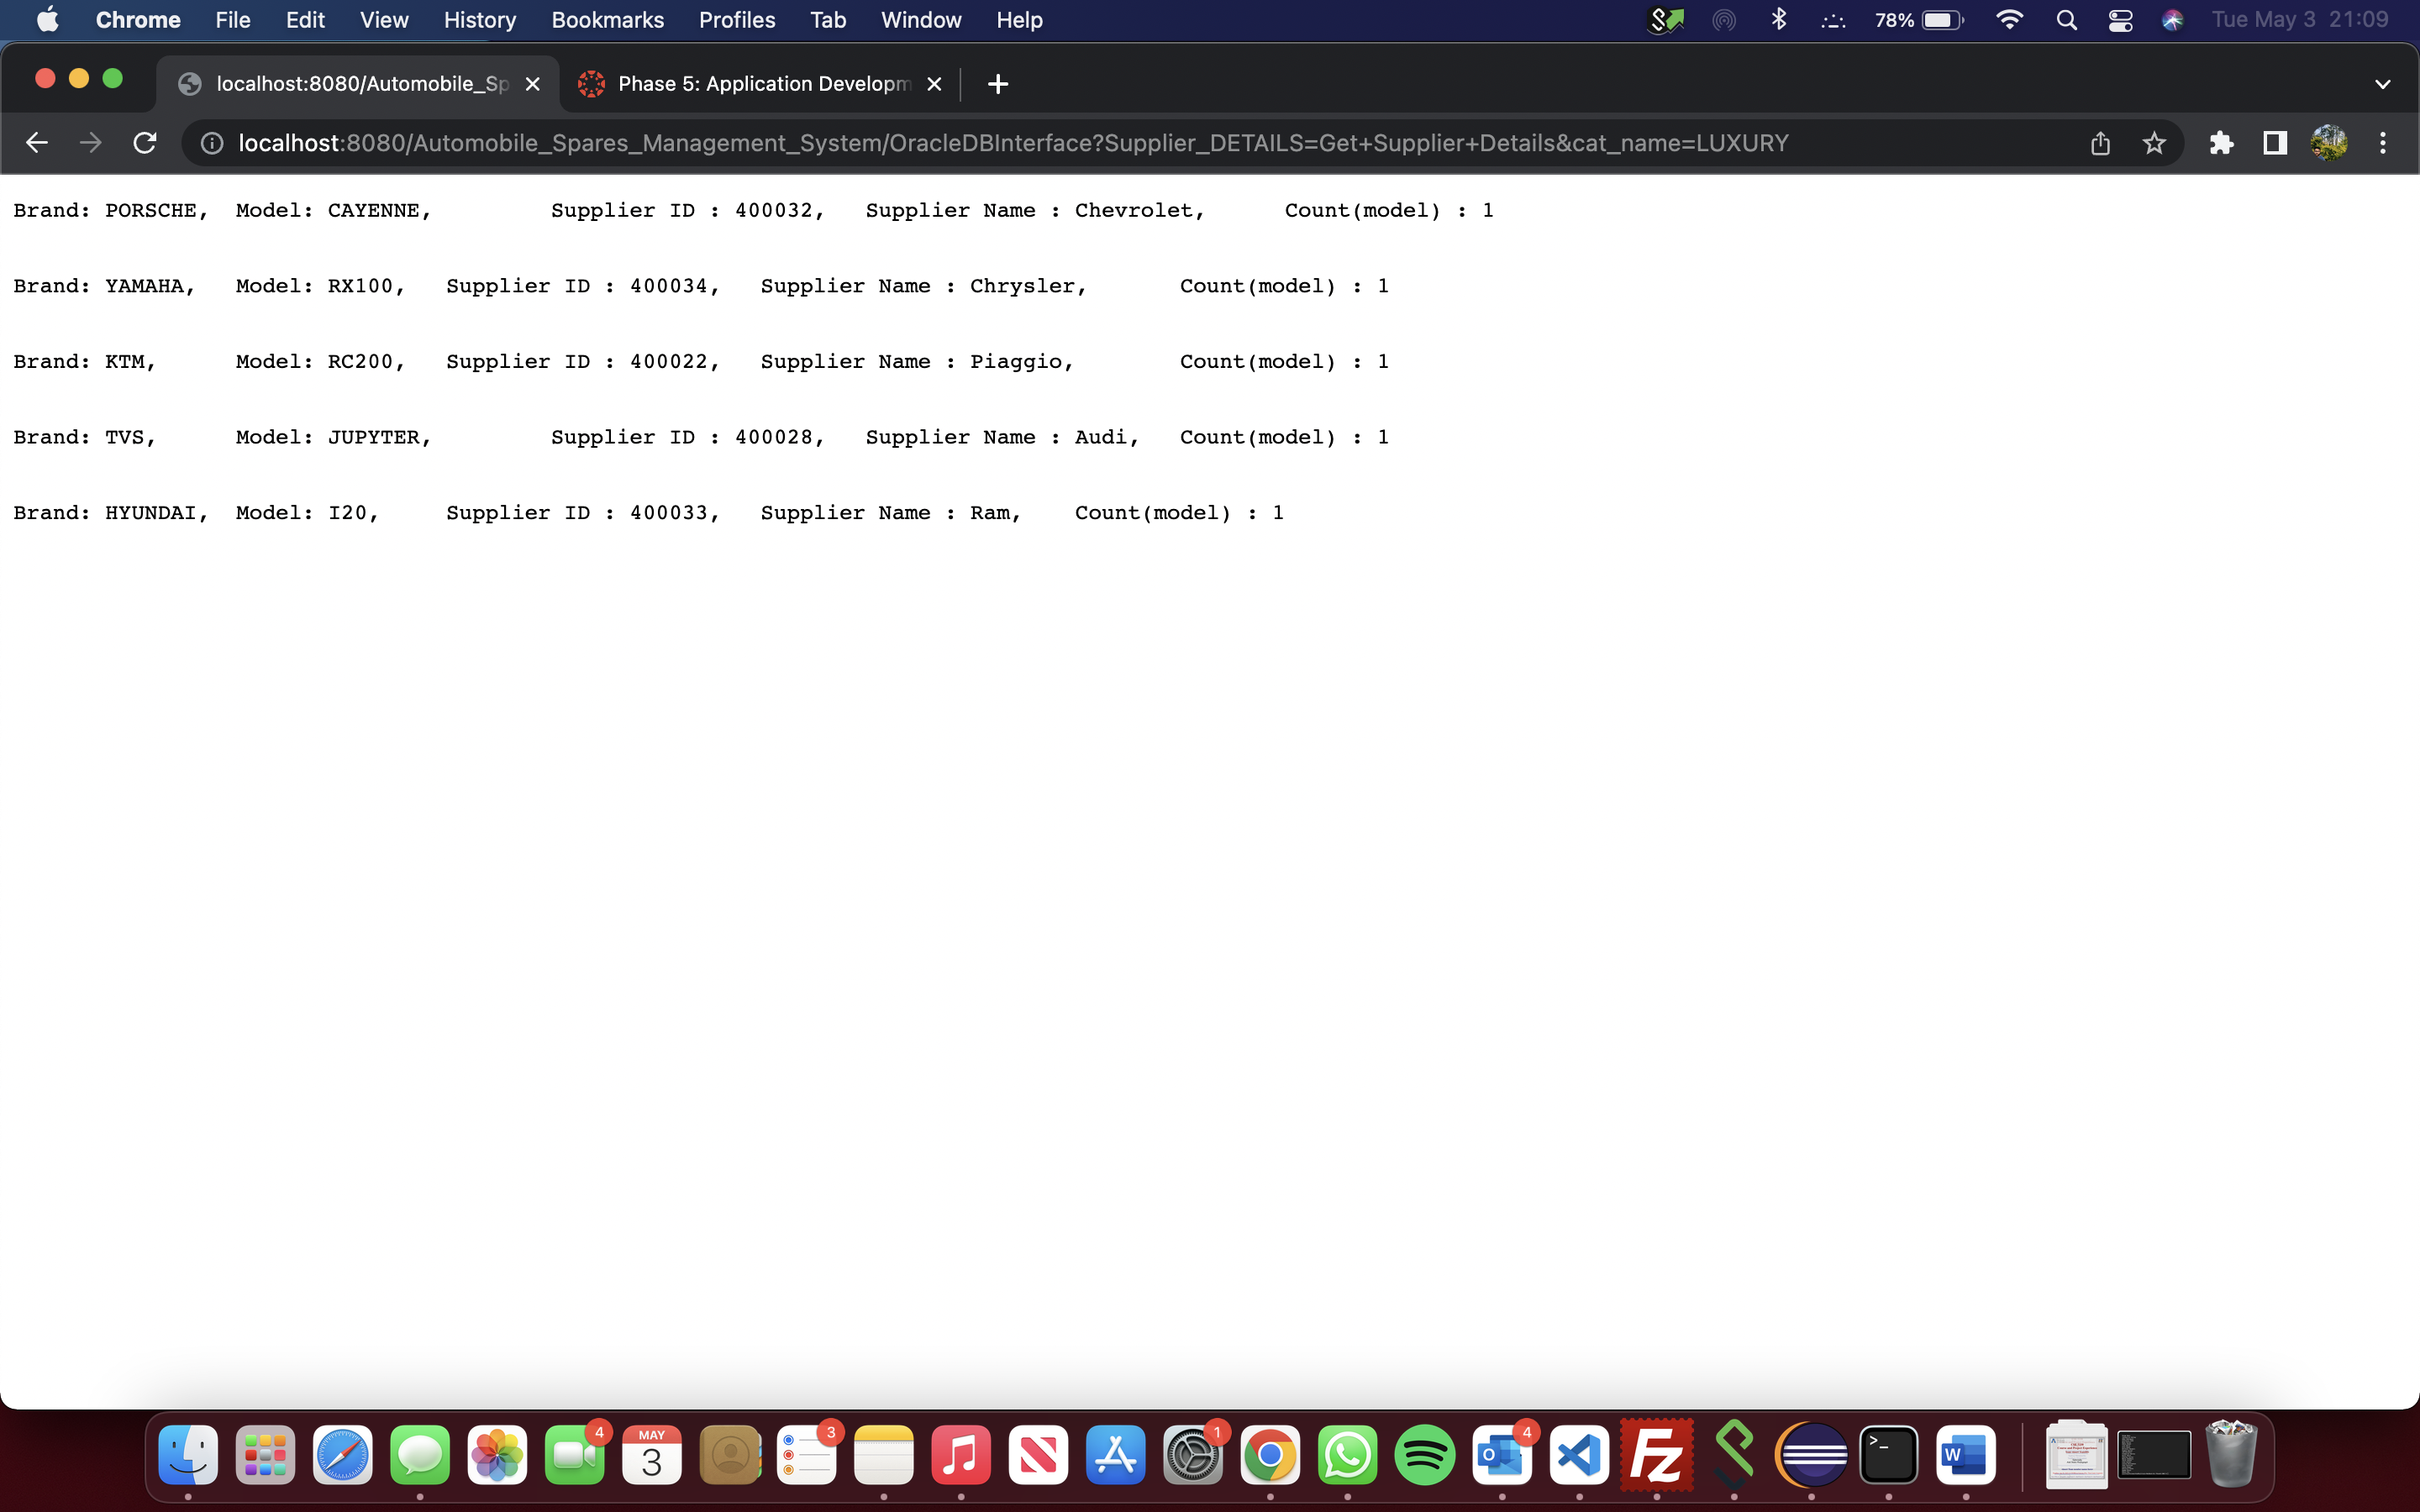 Chrome File Edit View History Bookmarks Profiles Tab Window Help 78% Tue May 3 21:09
localhost:8080/Automobile_Sp Phase 5: Application Developm
localhost:8080/Automobile_Spares_Management_System/OracleDBInterface?Supplier_DETAILS=Get+Supplier+Details&cat_name=LUXURY
Brand: PORSCHE, Model: CAYENNE, Supplier ID : 400032, Supplier Name : Chevrolet, Count(model) : 1
Brand: YAMAHA, Model: RX100, Supplier ID : 400034, Supplier Name : Chrysler, Count(model) : 1
Brand: KTM, Model: RC200, Supplier ID : 400022, Supplier Name : Piaggio, Count(model) : 1
Brand: TVS, Model: JUPYTER, Supplier ID : 400028, Supplier Name : Audi, Count(model) : 1
Brand: HYUNDAI, Model: I20, Supplier ID : 400033, Supplier Name : Ram, Count(model) : 1
4 MAY 3 3 1 4
O Fz >_ W